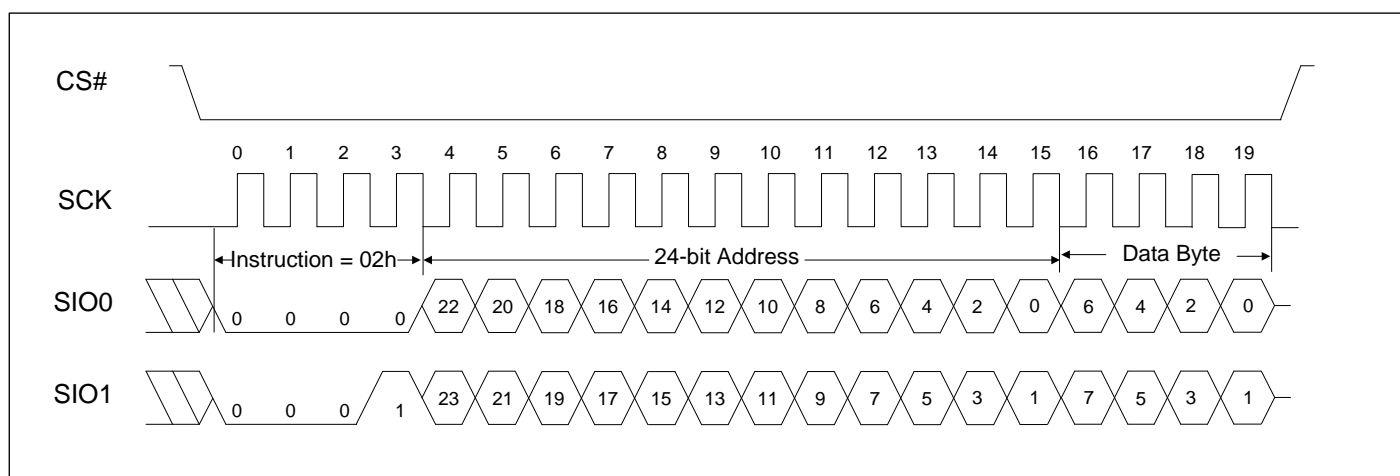 CS#
0 1 2 3 4 5 6 7 8 9 10 11 12 13 14 15 16 17 18 19
SCK
Instruction = 02h 24-bit Address Data Byte
SIO0 0 0 0 0 22 20 18 16 14 12 10 8 6 4 2 0 6 4 2 0
SIO1 0 0 0 1 23 21 19 17 15 13 11 9 7 5 3 1 7 5 3 1